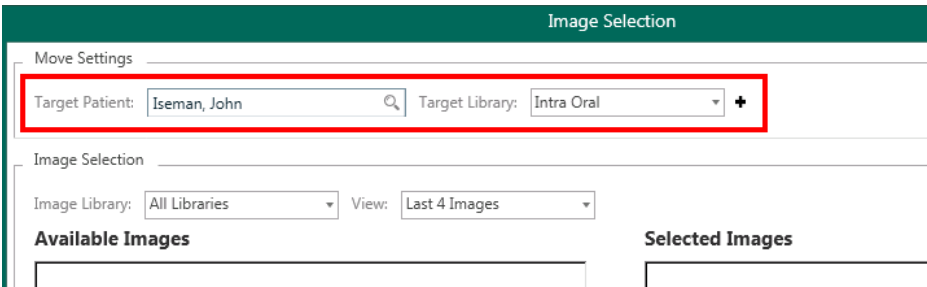 Image Selection
Move Settings
Target Patient: Iseman, John Target Library: Intra Oral
Image Selection
Image Library: All Libraries View: Last 4 Images
Available Images Selected Images